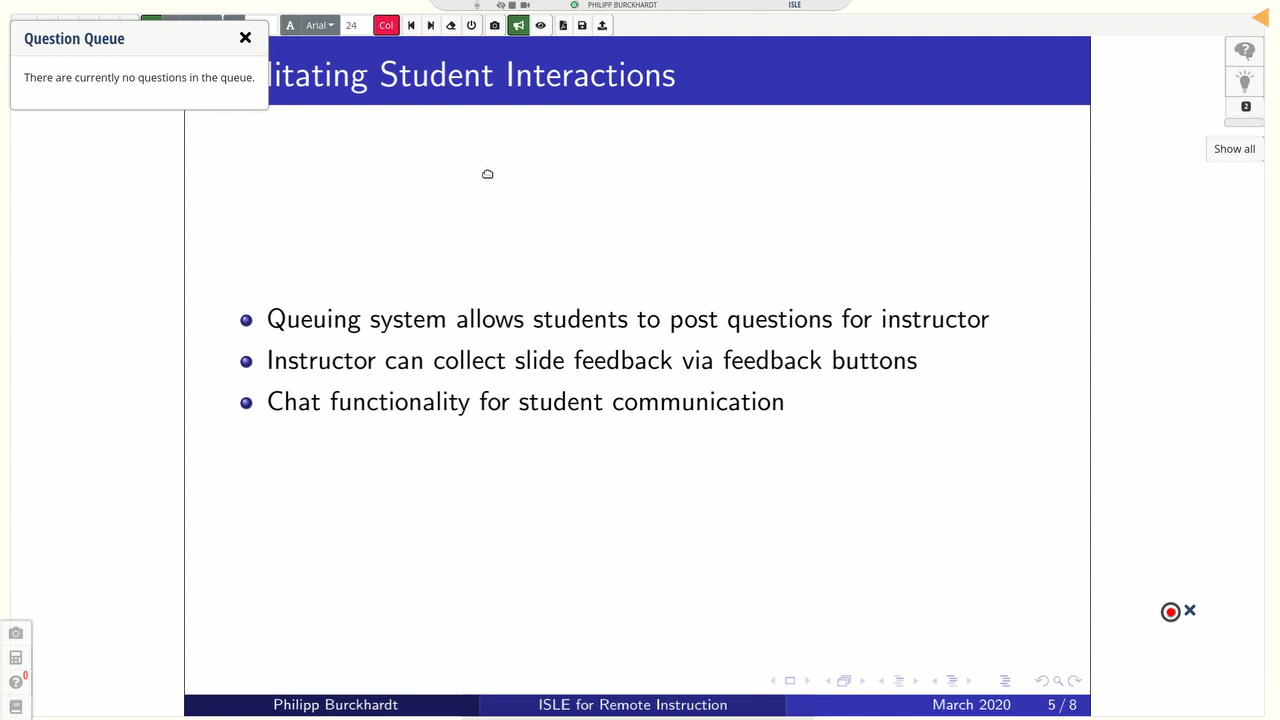 PHILIPP BURCKHARDT
ISLE
A Arial 24 Col
Question Queue
There are currently no questions in the queue.
litating Student Interactions
2
Show all
Queuing system allows students to post questions for instructor
Instructor can collect slide feedback via feedback buttons
Chat functionality for student communication
0
Philipp Burckhardt
ISLE for Remote Instruction
March 2020 5 / 8